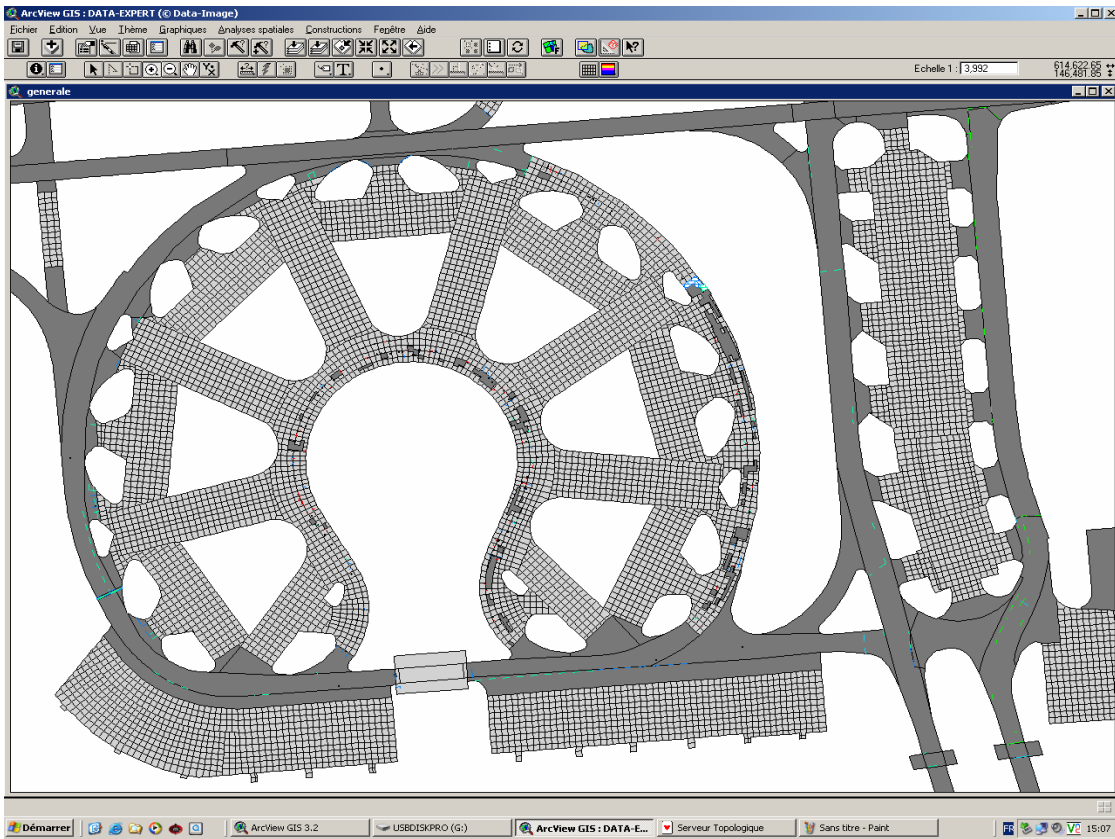 ArcView GIS : DATA-EXPERT (© Data-Image)
Fichier Edition Vue Thème Graphiques Analyses spatiales Constructions Fenêtre Aide
Echelle 1 : 3,992
614,622.65
146,481.85
generale
Démarrer ArcView GIS 3.2 USBDISKPRO (G:) ArcView GIS : DATA-E... Serveur Topologique Sans titre - Paint FR 15:07